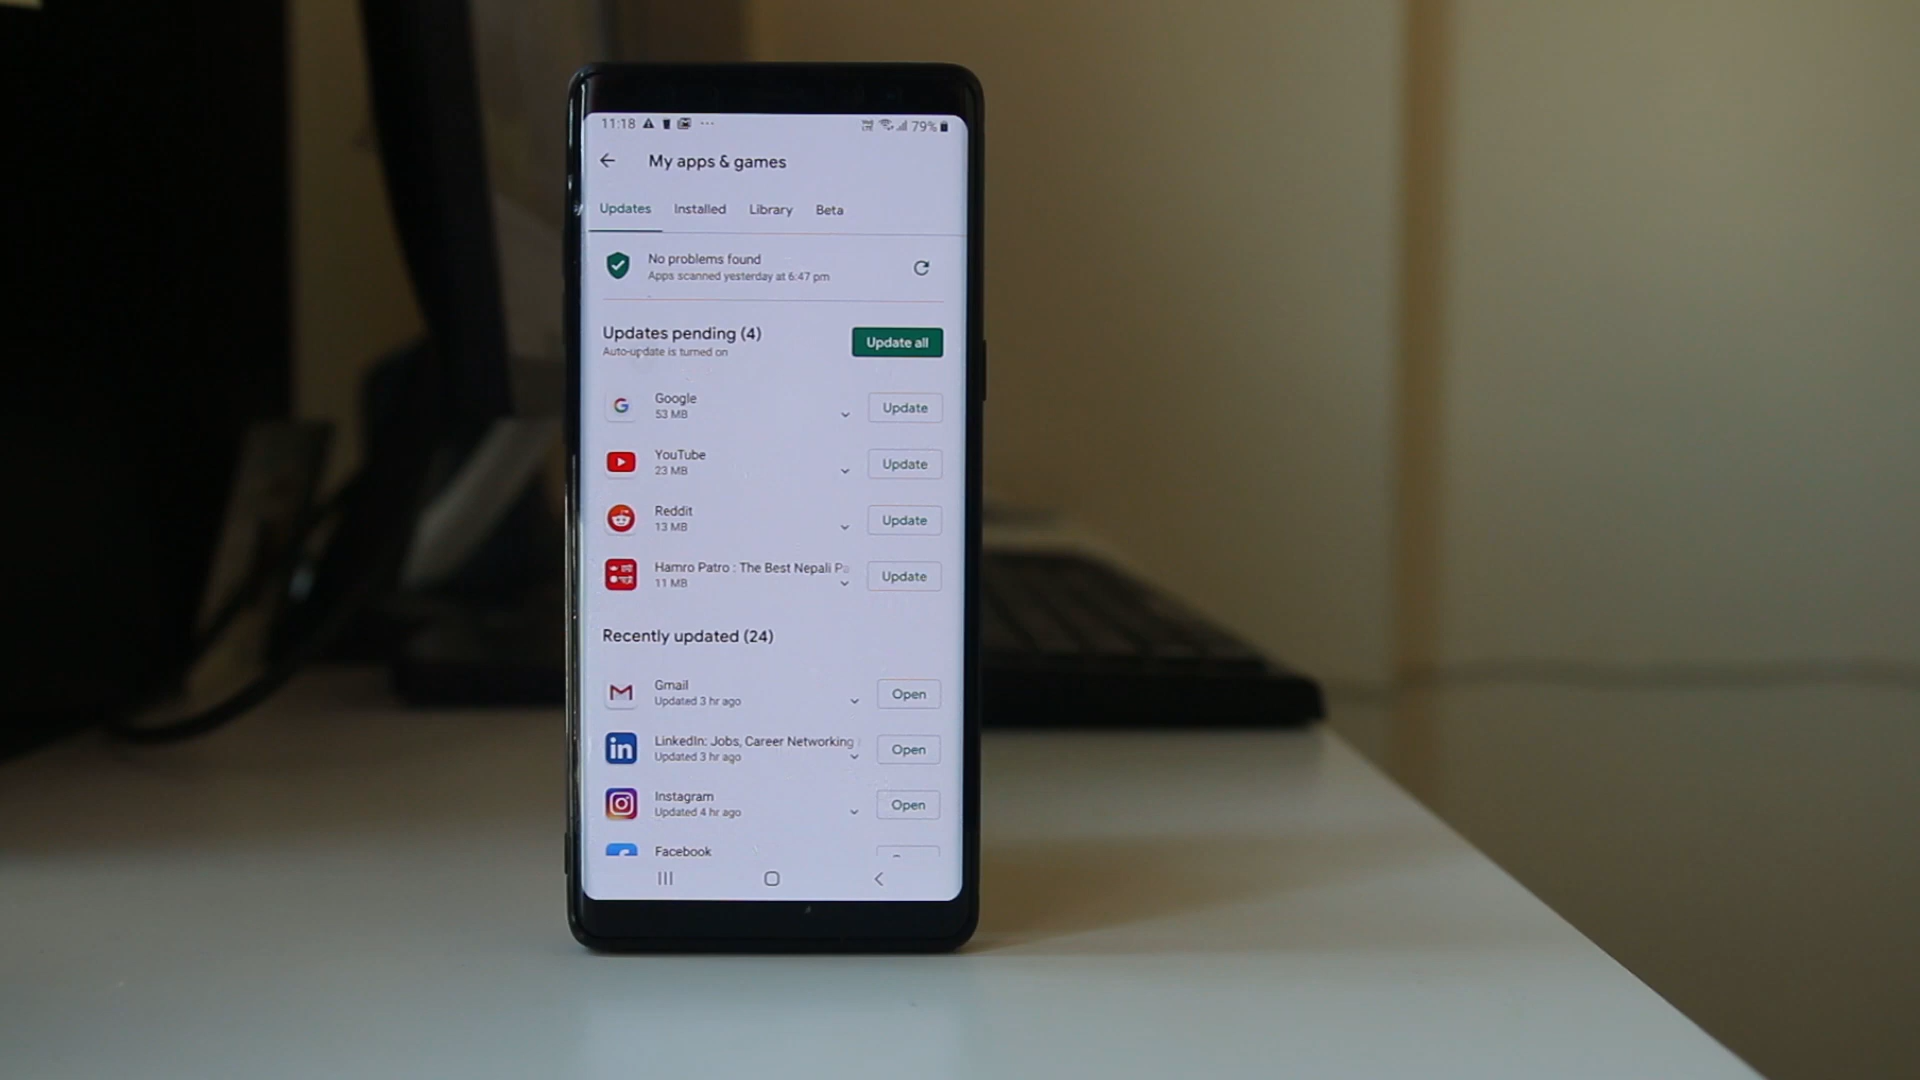 11:18 79%
My apps & games
Updates Installed Library Beta
No problems found
Apps scanned yesterday at 6:47 pm
Updates pending (4)
Auto-update is turned on
Update all
Google
53 MB
Update
YouTube
23 MB
Update
Reddit
13 MB
Update
Hamro Patro : The Best Nepali Pa
11 MB
Update
Recently updated (24)
Gmail
Updated 3 hr ago
Open
LinkedIn: Jobs, Career Networking
Updated 3 hr ago
Open
in
Instagram
Updated 4 hr ago
Open
Facebook